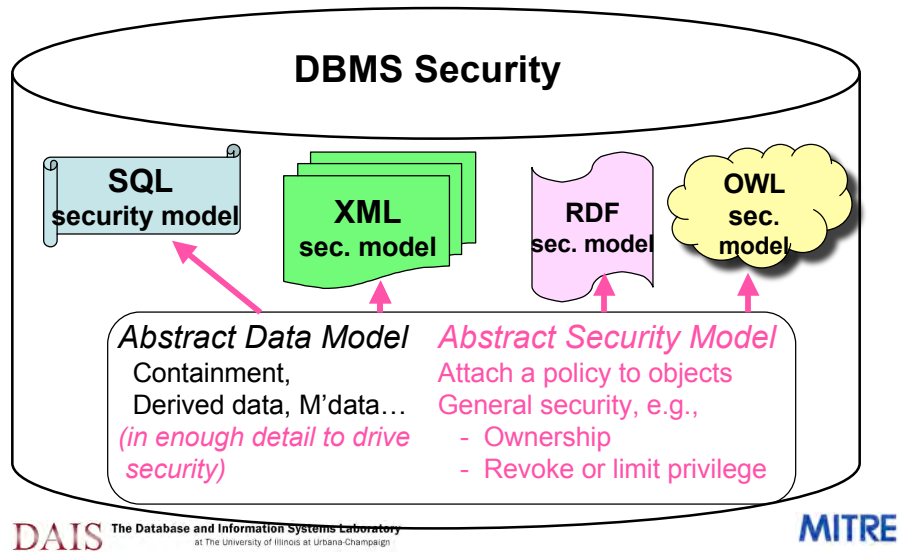 DBMS Security
SQL
security model
XML
sec. model
RDF
sec. model
OWL
sec.
model
Abstract Data Model
Containment,
Derived data, M’data…
(in enough detail to drive
security)
Abstract Security Model
Attach a policy to objects
General security, e.g.,
- Ownership
- Revoke or limit privilege
DAIS The Database and Information Systems Laboratory
at The University of Illinois at Urbana-Champaign
MITRE